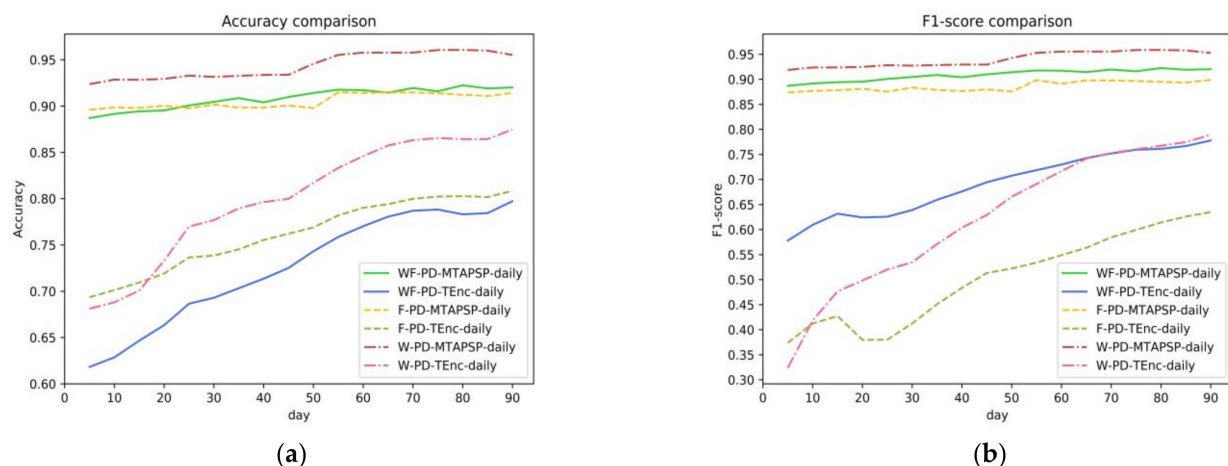 Accuracy comparison
Accuracy
0.95
0.90
0.85
0.80
0.75
0.70
0.65
0.60
0 10 20 30 40 50 60 70 80 90
day
WF-PD-MTAPSP-daily
WF-PD-TEnc-daily
F-PD-MTAPSP-daily
F-PD-TEnc-daily
W-PD-MTAPSP-daily
W-PD-TEnc-daily
(a)
F1-score comparison
F1-score
0.95
0.90
0.85
0.80
0.75
0.70
0.65
0.60
0.55
0.50
0.45
0.40
0.35
0.30
0 10 20 30 40 50 60 70 80 90
day
WF-PD-MTAPSP-daily
WF-PD-TEnc-daily
F-PD-MTAPSP-daily
F-PD-TEnc-daily
W-PD-MTAPSP-daily
W-PD-TEnc-daily
(b)